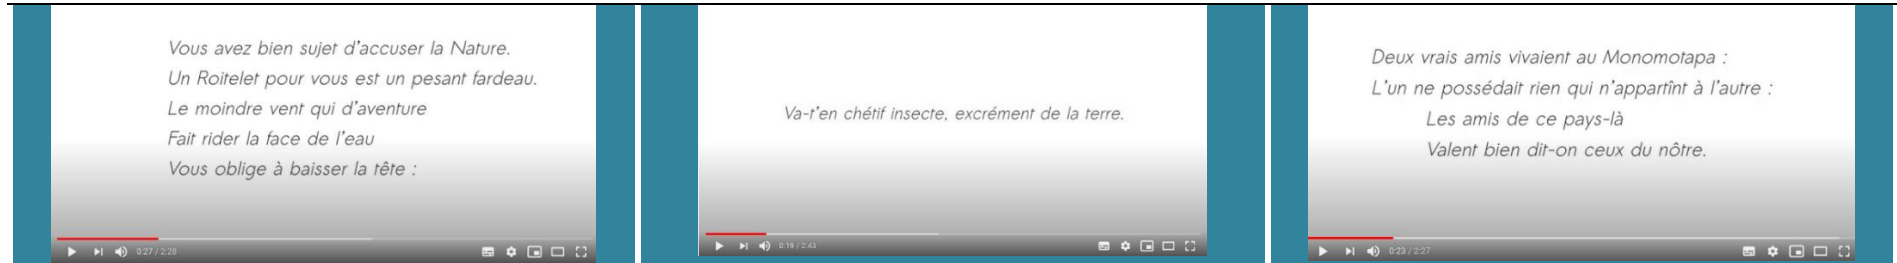 Vous avez bien sujet d'accuser la Nature.
Un Roitelet pour vous est un pesant fardeau.
Le moindre vent qui d'aventure
Fait rider la face de l'eau
Vous oblige à baisser la tête :
0:27 / 2:28
Va-t'en chétif insecte, excrément de la terre.
0:19 / 2:43
Deux vrais amis vivaient au Monomotapa :
L'un ne possédait rien qui n'appartînt à l'autre :
Les amis de ce pays-là
Valent bien dit-on ceux du nôtre.
0:23 / 2:27